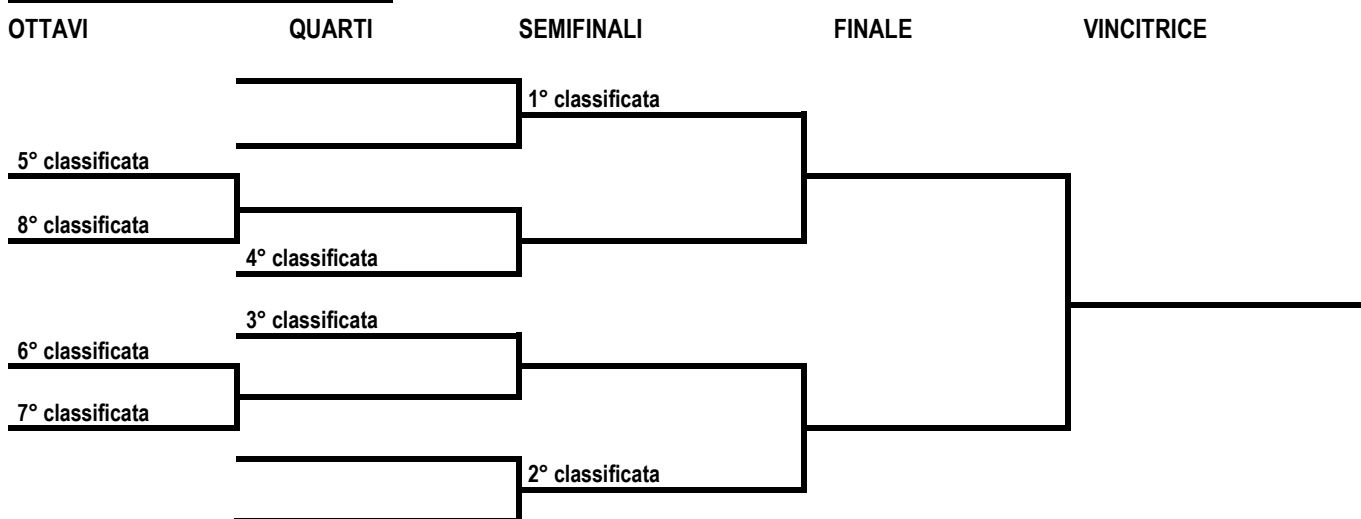 OTTAVI QUARTI SEMIFINALI FINALE VINCITRICE
1° classificata
5° classificata
8° classificata
4° classificata
3° classificata
6° classificata
7° classificata
2° classificata